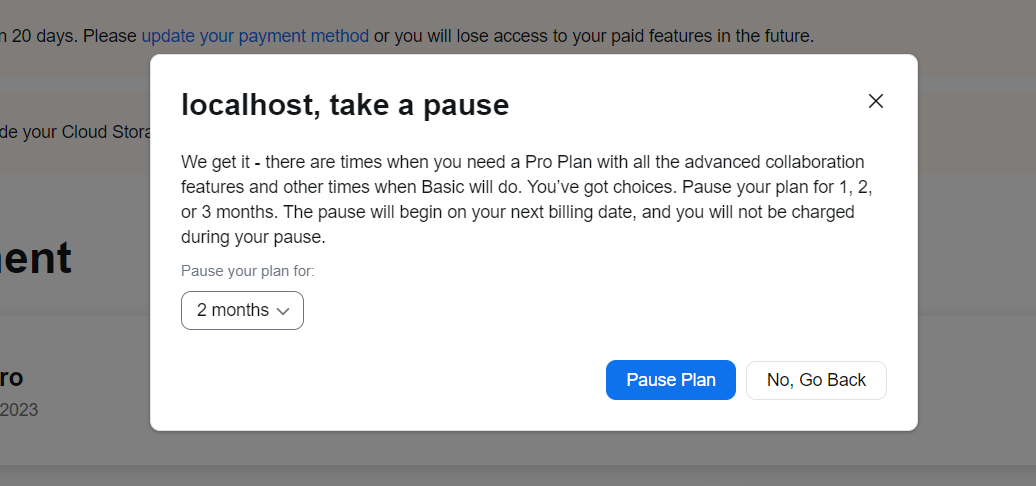 n 20 days. Please update your payment method or you will lose access to your paid features in the future.
localhost, take a pause
de your Cloud Stora
We get it - there are times when you need a Pro Plan with all the advanced collaboration
features and other times when Basic will do. You’ve got choices. Pause your plan for 1, 2,
or 3 months. The pause will begin on your next billing date, and you will not be charged
during your pause.
ent
Pause your plan for:
2 months
ro
Pause Plan
No, Go Back
2023